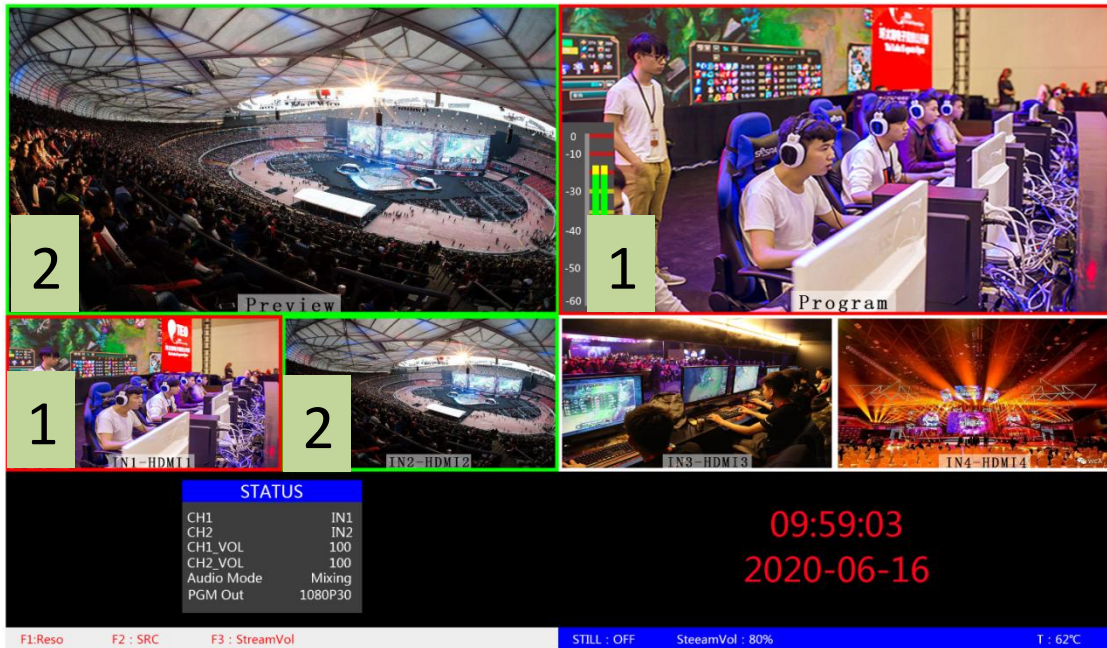 0
-10
-30
-40
-50
-60
2
Preview
1
Program
1
IN1-HDMI1
2
IN2-HDMI2
IN3-HDMI3
IN4-HDMI4
STATUS
CH1 IN1
CH2 IN2
CH1_VOL 100
CH2_VOL 100
Audio Mode Mixing
PGM Out 1080P30
09:59:03
2020-06-16
F1:Reso F2 : SRC F3 : StreamVol
STILL : OFF SteeamVol : 80% T : 62℃